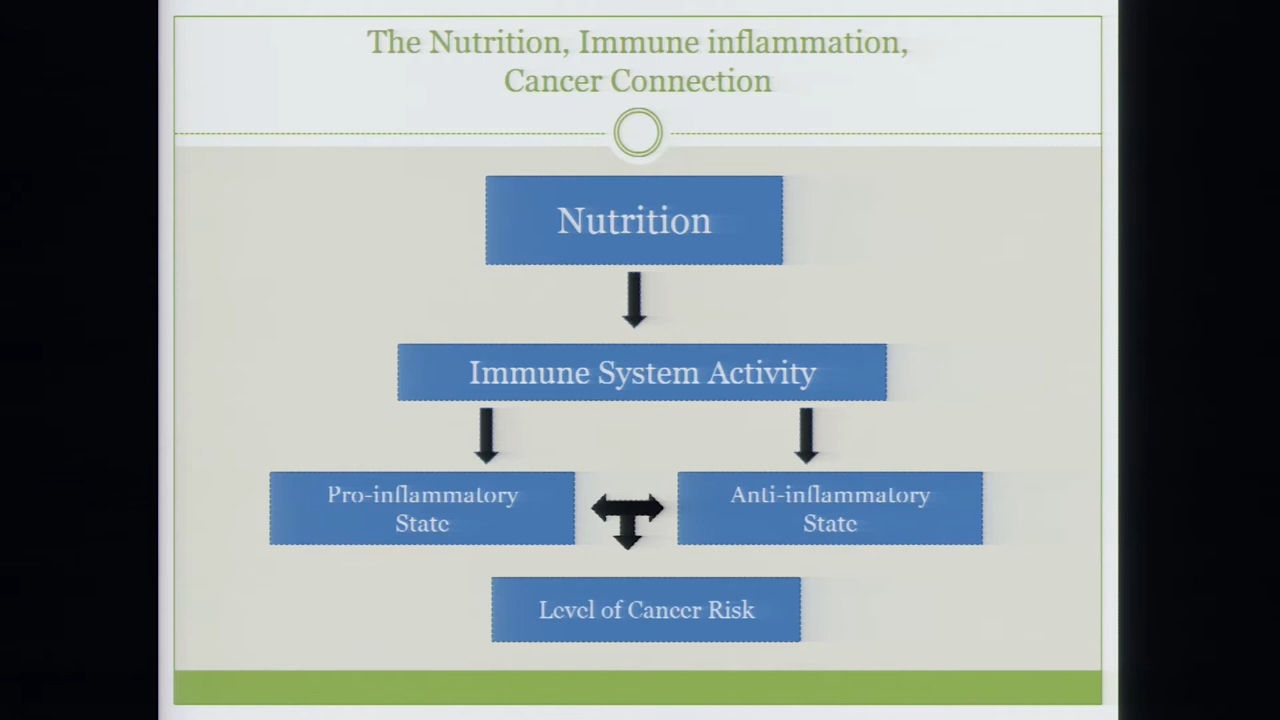 The Nutrition, Immune inflammation,
Cancer Connection
Nutrition
Immune System Activity
Pro-inflammatory
State
Anti-inflammatory
State
Level of Cancer Risk